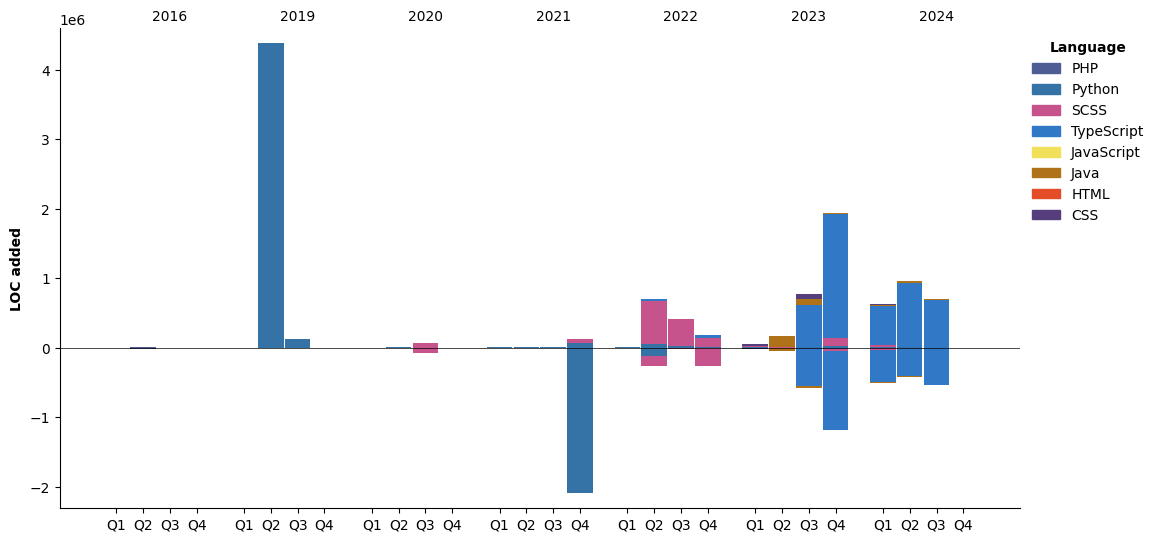 2016 2019 2020 2021 2022 2023 2024
1e6
Language
PHP
Python
SCSS
TypeScript
JavaScript
Java
HTML
CSS
LOC added
4
3
2
1
0
−1
−2
Q1 Q2 Q3 Q4 Q1 Q2 Q3 Q4 Q1 Q2 Q3 Q4 Q1 Q2 Q3 Q4 Q1 Q2 Q3 Q4 Q1 Q2 Q3 Q4 Q1 Q2 Q3 Q4